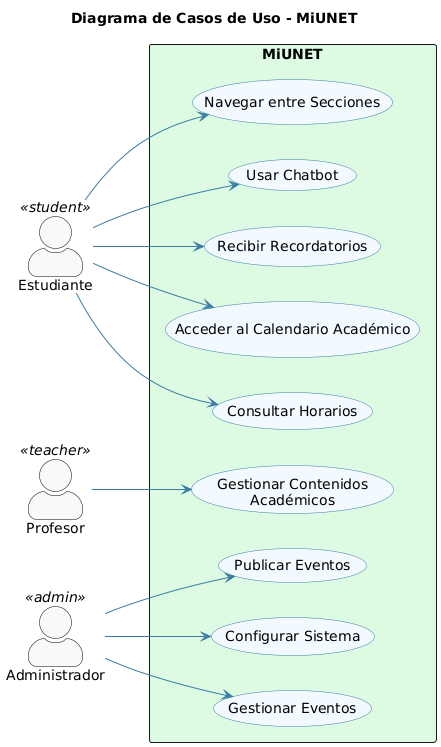 Diagrama de Casos de Uso - MiUNET
MiUNET
Navegar entre Secciones
Usar Chatbot
«student»
Recibir Recordatorios
Estudiante
Acceder al Calendario Académico
Consultar Horarios
«teacher»
Gestionar Contenidos
Académicos
Profesor
Publicar Eventos
«admin»
Configurar Sistema
Administrador
Gestionar Eventos